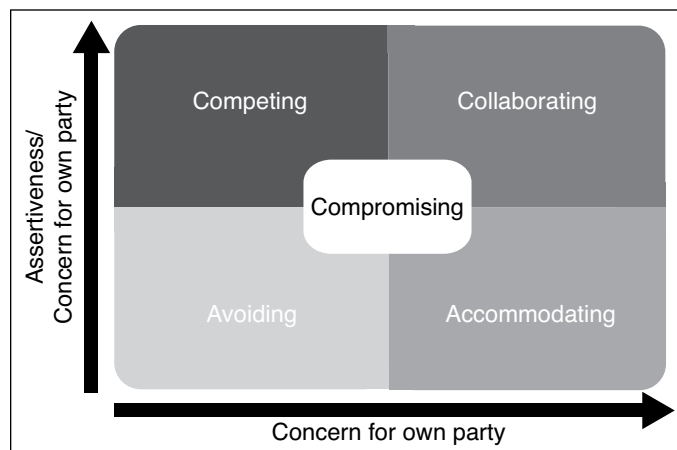 Assertiveness/
Concern for own party
Competing
Collaborating
Compromising
Avoiding
Accommodating
Concern for own party